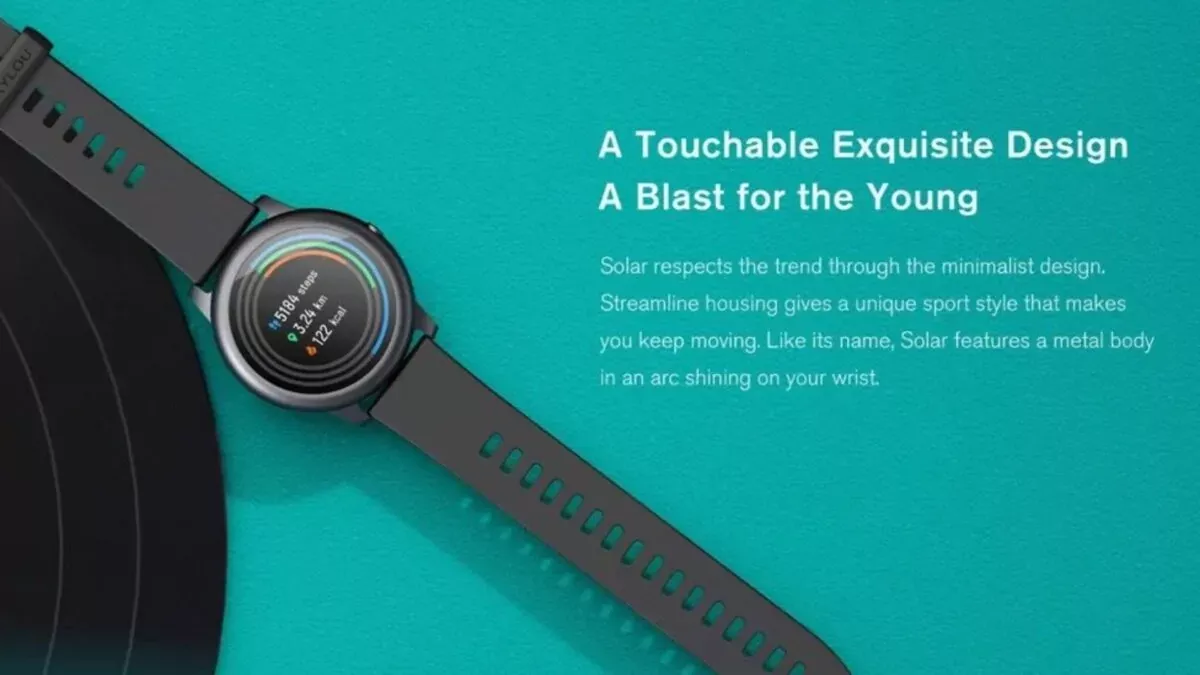 A Touchable Exquisite Design
A Blast for the Young
Solar respects the trend through the minimalist design.
Streamline housing gives a unique sport style that makes
you keep moving. Like its name, Solar features a metal body
in an arc shining on your wrist.
5184 steps
3.24 km
122 kcal